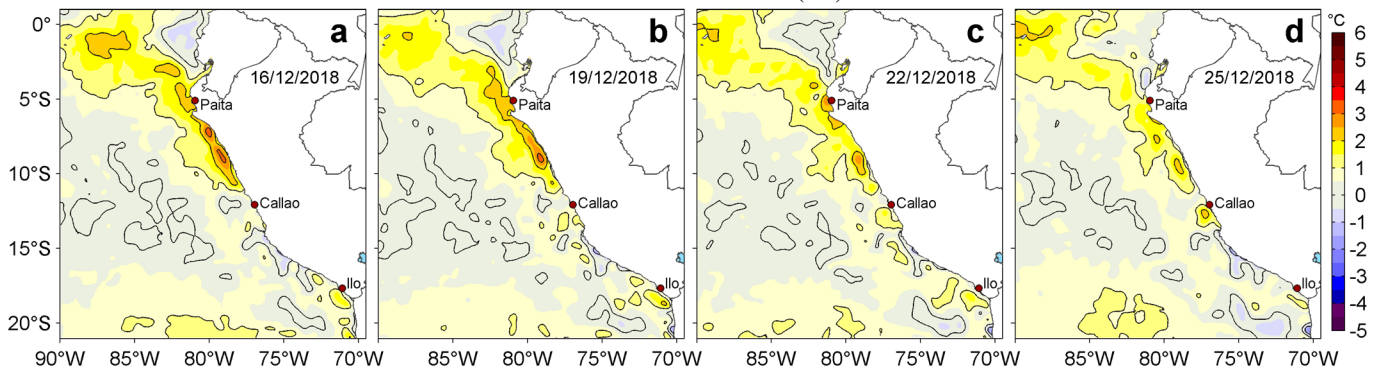 a b c d °C
0° 16/12/2018 19/12/2018 22/12/2018 25/12/2018 6
5
5°S Paita Paita Paita Paita 4
3
10°S 2
1
Callao Callao Callao Callao 0
15°S -1
-2
Ilo Ilo Ilo Ilo -3
20°S -4
-5
90°W 85°W 80°W 75°W 70°W 85°W 80°W 75°W 70°W 85°W 80°W 75°W 70°W 85°W 80°W 75°W 70°W